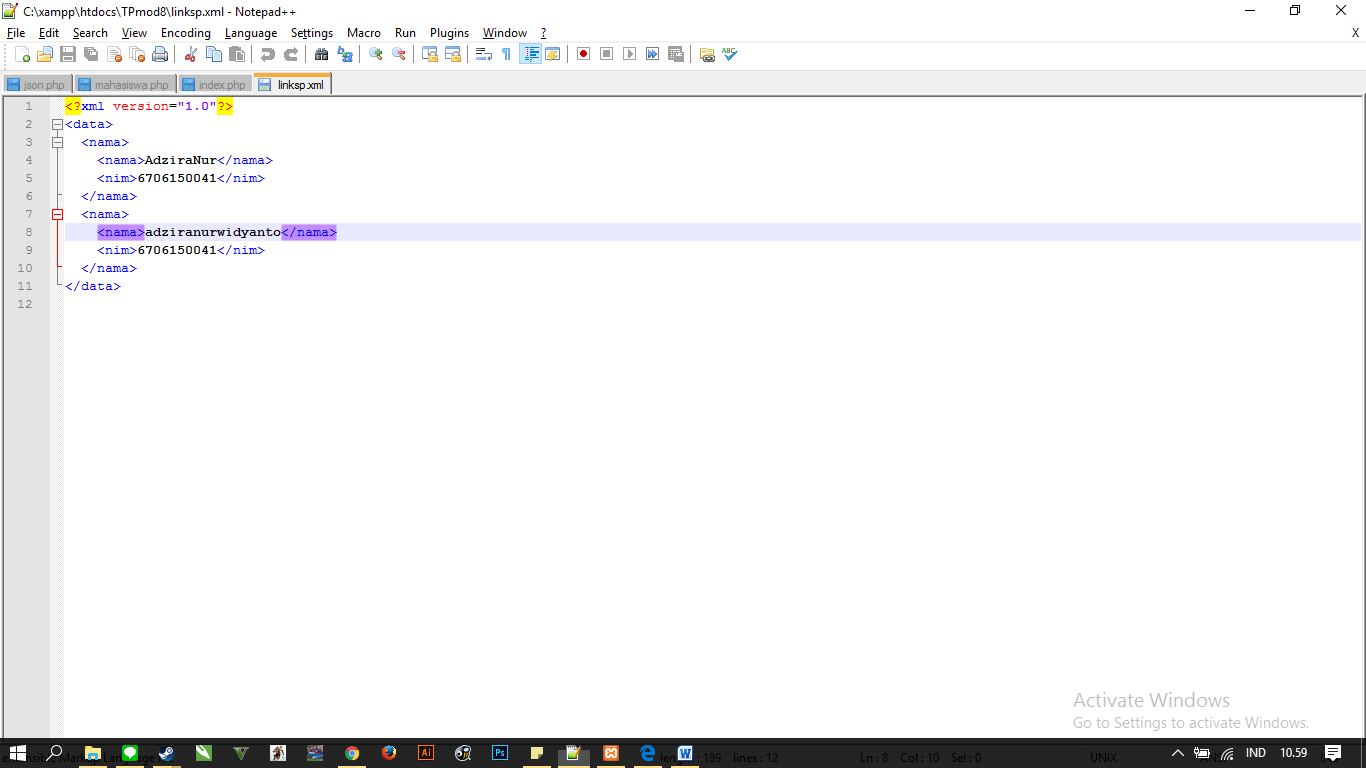 C:\xampp\htdocs\TPmod8\linksp.xml - Notepad++
File Edit Search View Encoding Language Settings Macro Run Plugins Window ? X
json.php mahasiswa.php index.php linksp.xml
1 <?xml version="1.0"?>
2 <data>
3 <nama>
4 <nama>AdziraNur</nama>
5 <nim>6706150041</nim>
6 </nama>
7 <nama>
8 <nama>adziranurwidyanto</nama>
9 <nim>6706150041</nim>
10 </nama>
11 </data>
12
Activate Windows
Go to Settings to activate Windows.
189 lines : 12 Ln : 8 Col : 10 Sel : 0 UNIX
IND 10.59